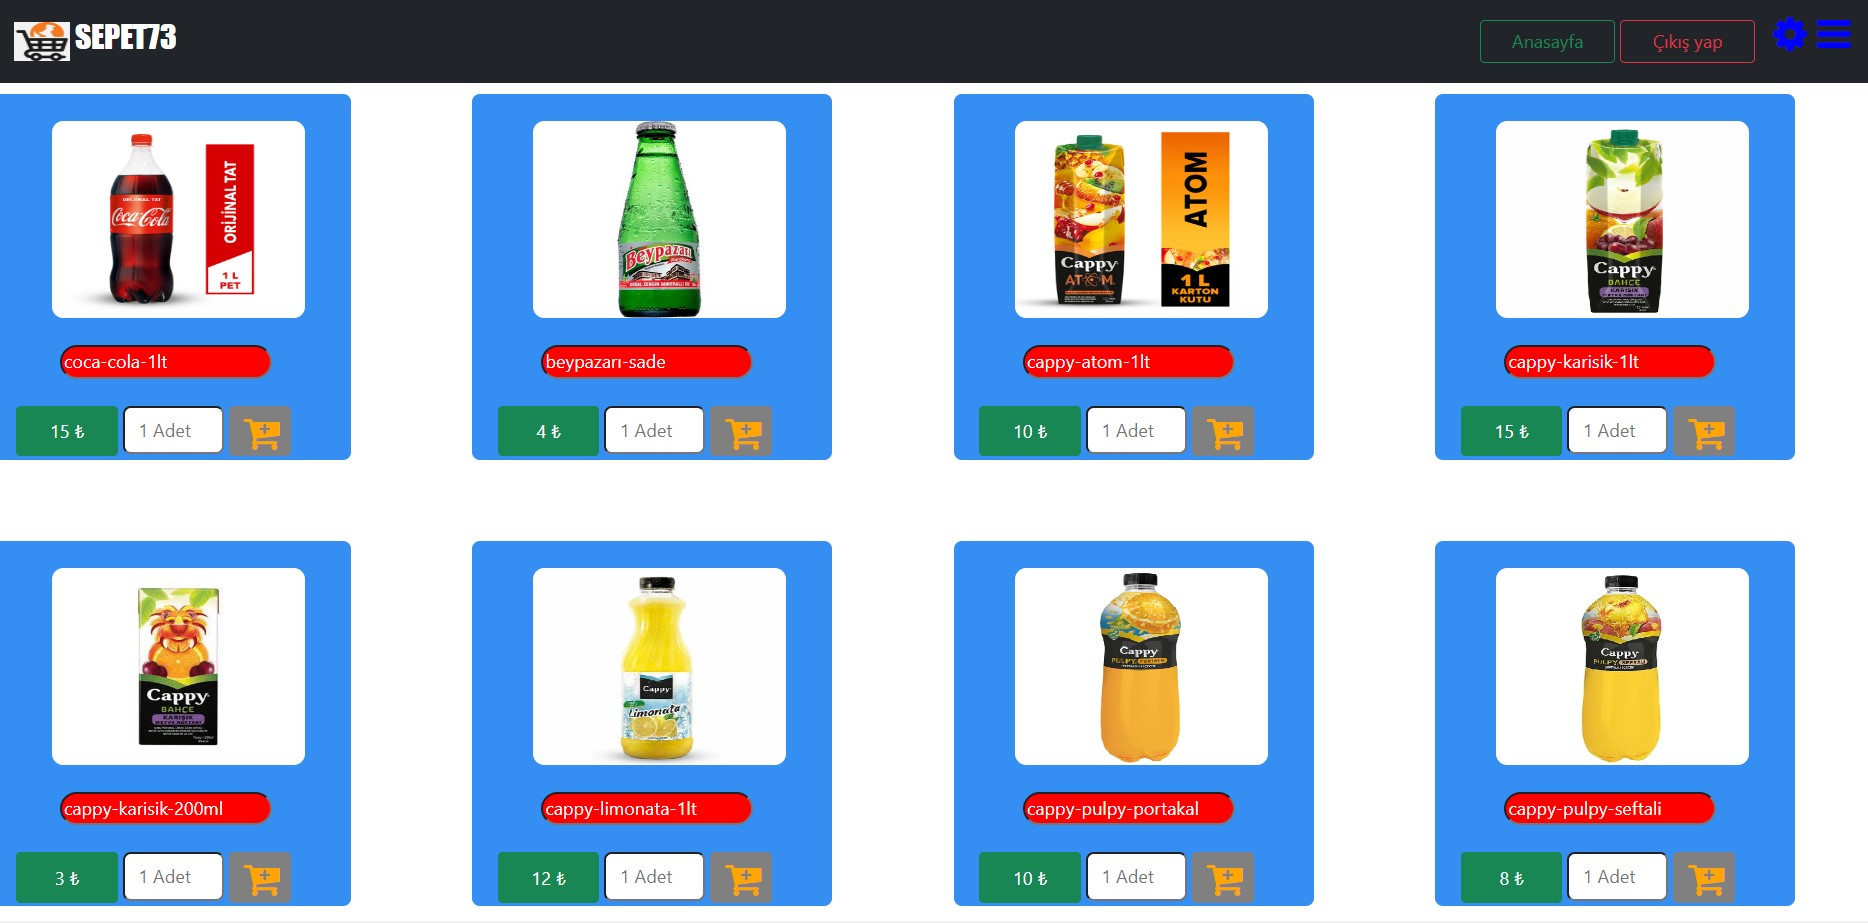 SEPET73
Anasayfa
Çıkış yap
ORİJİNAL TAT
Coca-Cola
ORİJİNAL TAT
1 L
PET
Beypazarı
Cappy
ATOM
ATOM
1 L
KARTON
KUTU
Cappy
BAHÇE
KARIŞIK
coca-cola-1lt
beypazarı-sade
cappy-atom-1lt
cappy-karisik-1lt
15 ₺
1 Adet
4 ₺
1 Adet
10 ₺
1 Adet
15 ₺
1 Adet
Cappy
BAHÇE
KARIŞIK
Cappy
Limonata
Cappy
PULPY
Cappy
PULPY
cappy-karisik-200ml
cappy-limonata-1lt
cappy-pulpy-portakal
cappy-pulpy-seftali
3 ₺
1 Adet
12 ₺
1 Adet
10 ₺
1 Adet
8 ₺
1 Adet